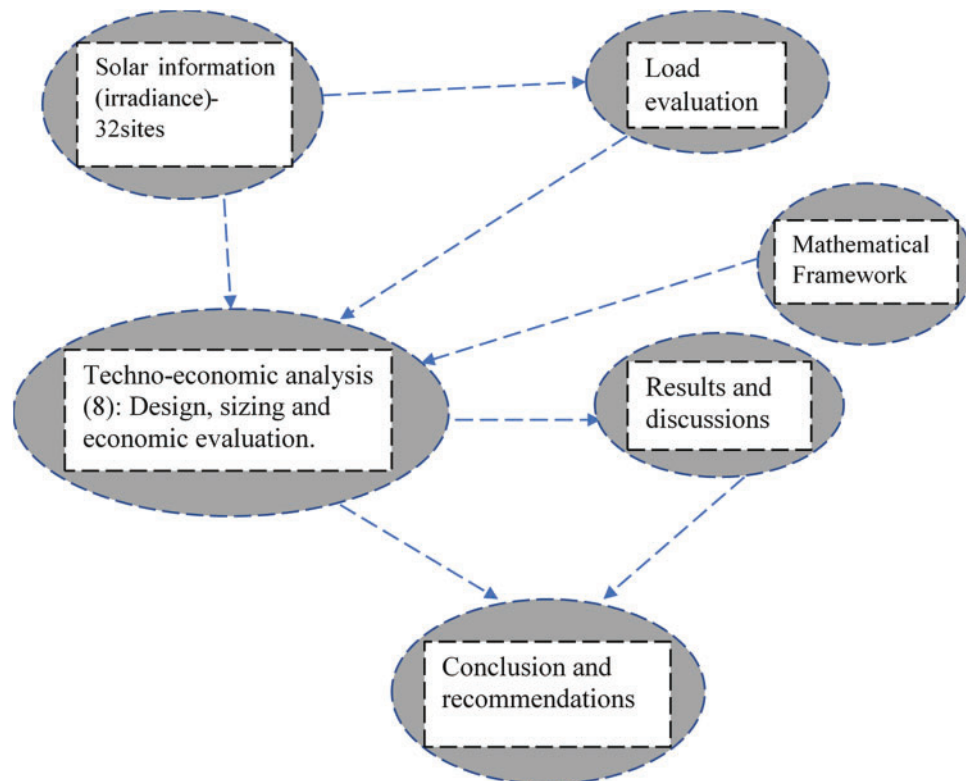 Solar information
(irradiance)-
32sites
Load
evaluation
Mathematical
Framework
Techno-economic analysis
(8): Design, sizing and
economic evaluation.
Results and
discussions
Conclusion and
recommendations